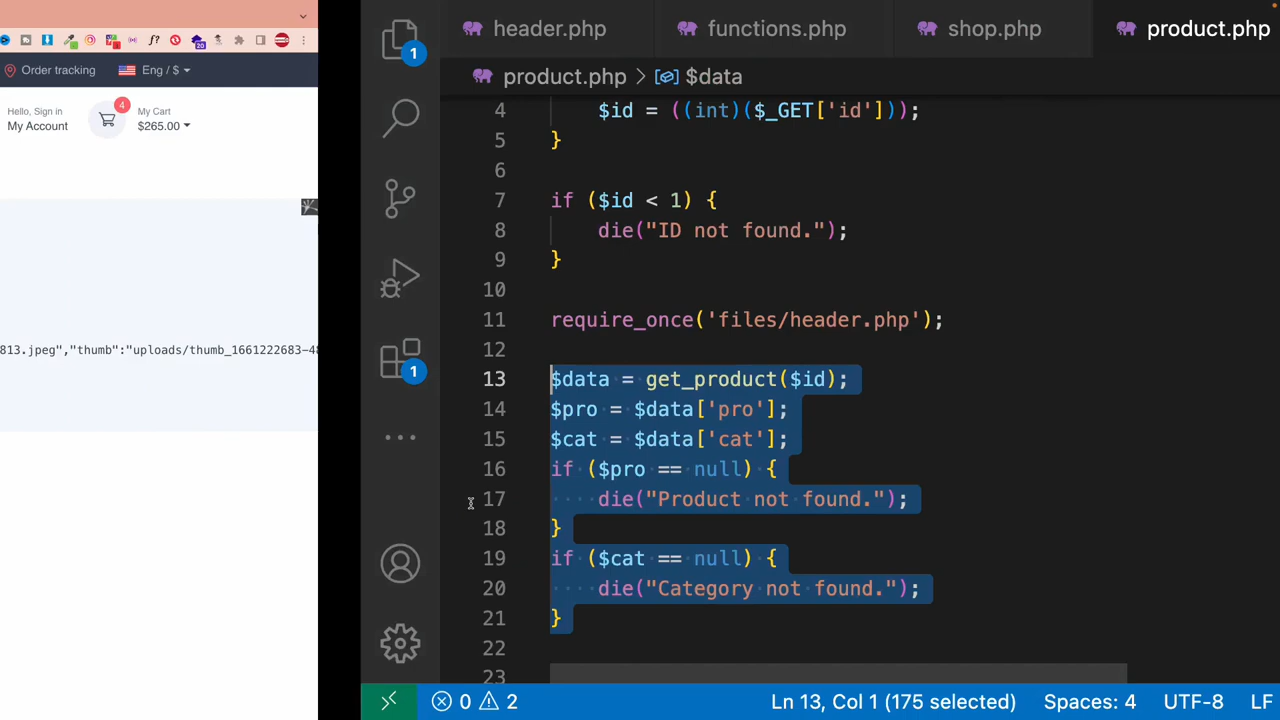 f?
20
Order tracking
Eng / $
Hello, Sign in
My Account
4
My Cart
$265.00
813.jpeg","thumb":"uploads/thumb_1661222683-48
1
1
header.php
functions.php
shop.php
product.php
product.php > $data
4 $id = ((int)($_GET['id']));
5 }
6
7 if ($id < 1) {
8 die("ID not found.");
9 }
10
11 require_once('files/header.php');
12
13 $data = get_product($id);
14 $pro = $data['pro'];
15 $cat = $data['cat'];
16 if ($pro == null) {
17 die("Product not found.");
18 }
19 if ($cat == null) {
20 die("Category not found.");
21 }
22
23
0 2 Ln 13, Col 1 (175 selected) Spaces: 4 UTF-8 LF